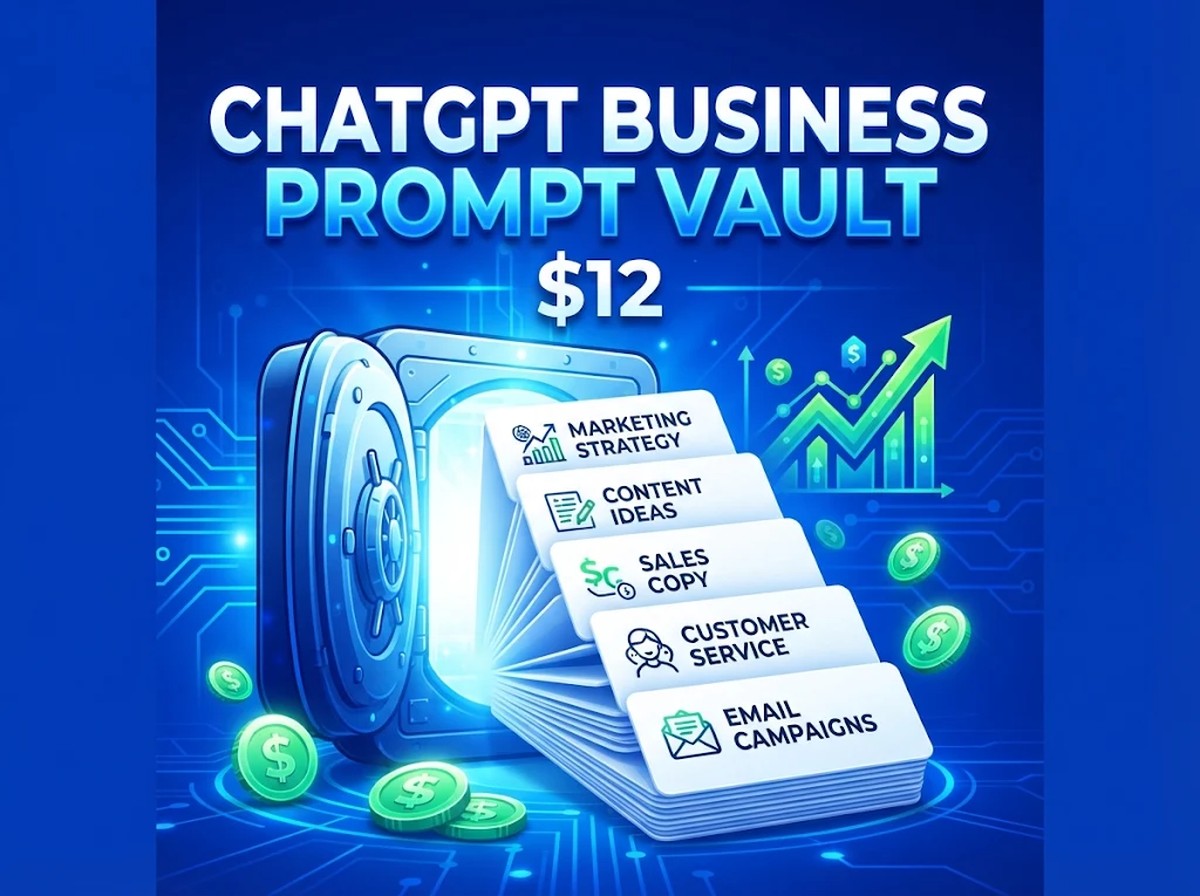 CHATGPT BUSINESS
PROMPT VAULT
$12
$
$
MARKETING
STRATEGY
CONTENT
IDEAS
$C
$
SALES
COPY
CUSTOMER
SERVICE
EMAIL
CAMPAIGNS
$
$
$
$
$
$